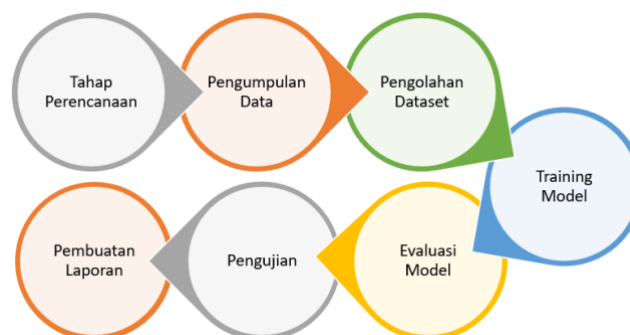 Tahap
Perencanaan
Pengumpulan
Data
Pengolahan
Dataset
Training
Model
Evaluasi
Model
Pengujian
Pembuatan
Laporan